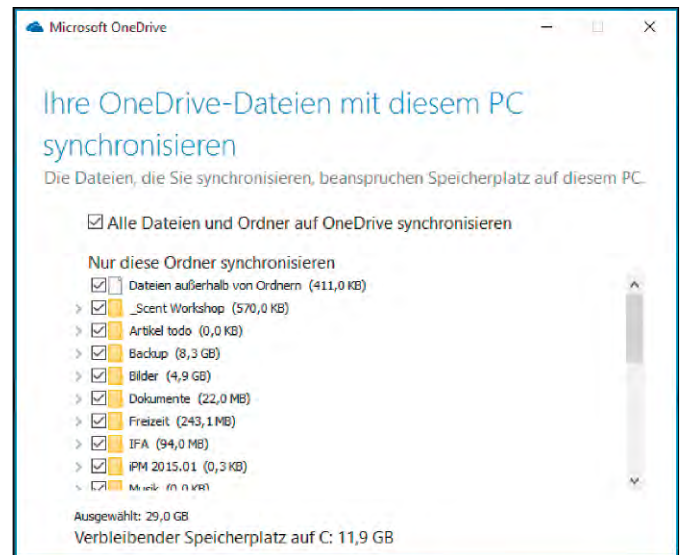 Microsoft OneDrive
Ihre OneDrive-Dateien mit diesem PC
synchronisieren
Die Dateien, die Sie synchronisieren, beanspruchen Speicherplatz auf diesem PC.
Alle Dateien und Ordner auf OneDrive synchronisieren
Nur diese Ordner synchronisieren
Dateien außerhalb von Ordnern (411,0 KB)
_Scent Workshop (570,0 KB)
Artikel todo (0,0 KB)
Backup (8,3 GB)
Bilder (4,9 GB)
Dokumente (22,0 MB)
Freizeit (243,1 MB)
IFA (94,0 MB)
iPM 2015.01 (0,3 KB)
Musik (0,0 KB)
Ausgewählt: 29,0 GB
Verbleibender Speicherplatz auf C: 11,9 GB